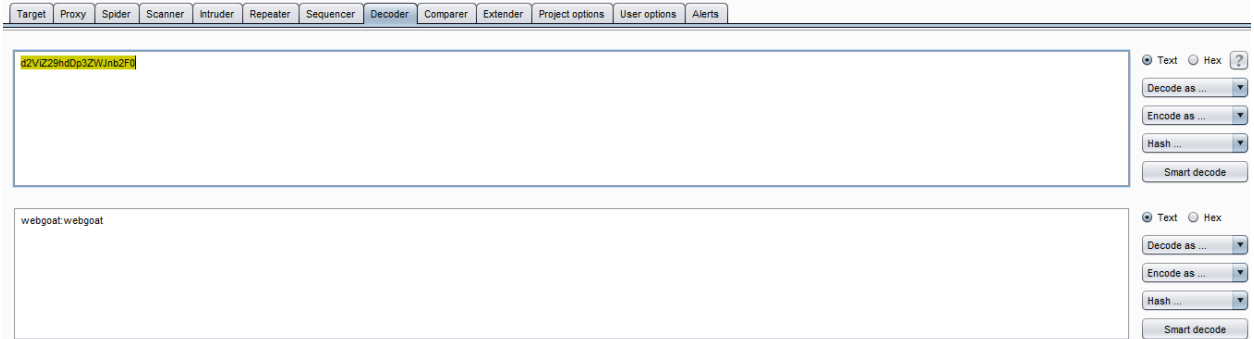 Target Proxy Spider Scanner Intruder Repeater Sequencer Decoder Comparer Extender Project options User options Alerts
d2ViZ29hdDp3ZWJnb2F0
Text Hex ?
Decode as ...
Encode as ...
Hash ...
Smart decode
webgoat:webgoat
Text Hex
Decode as ...
Encode as ...
Hash ...
Smart decode